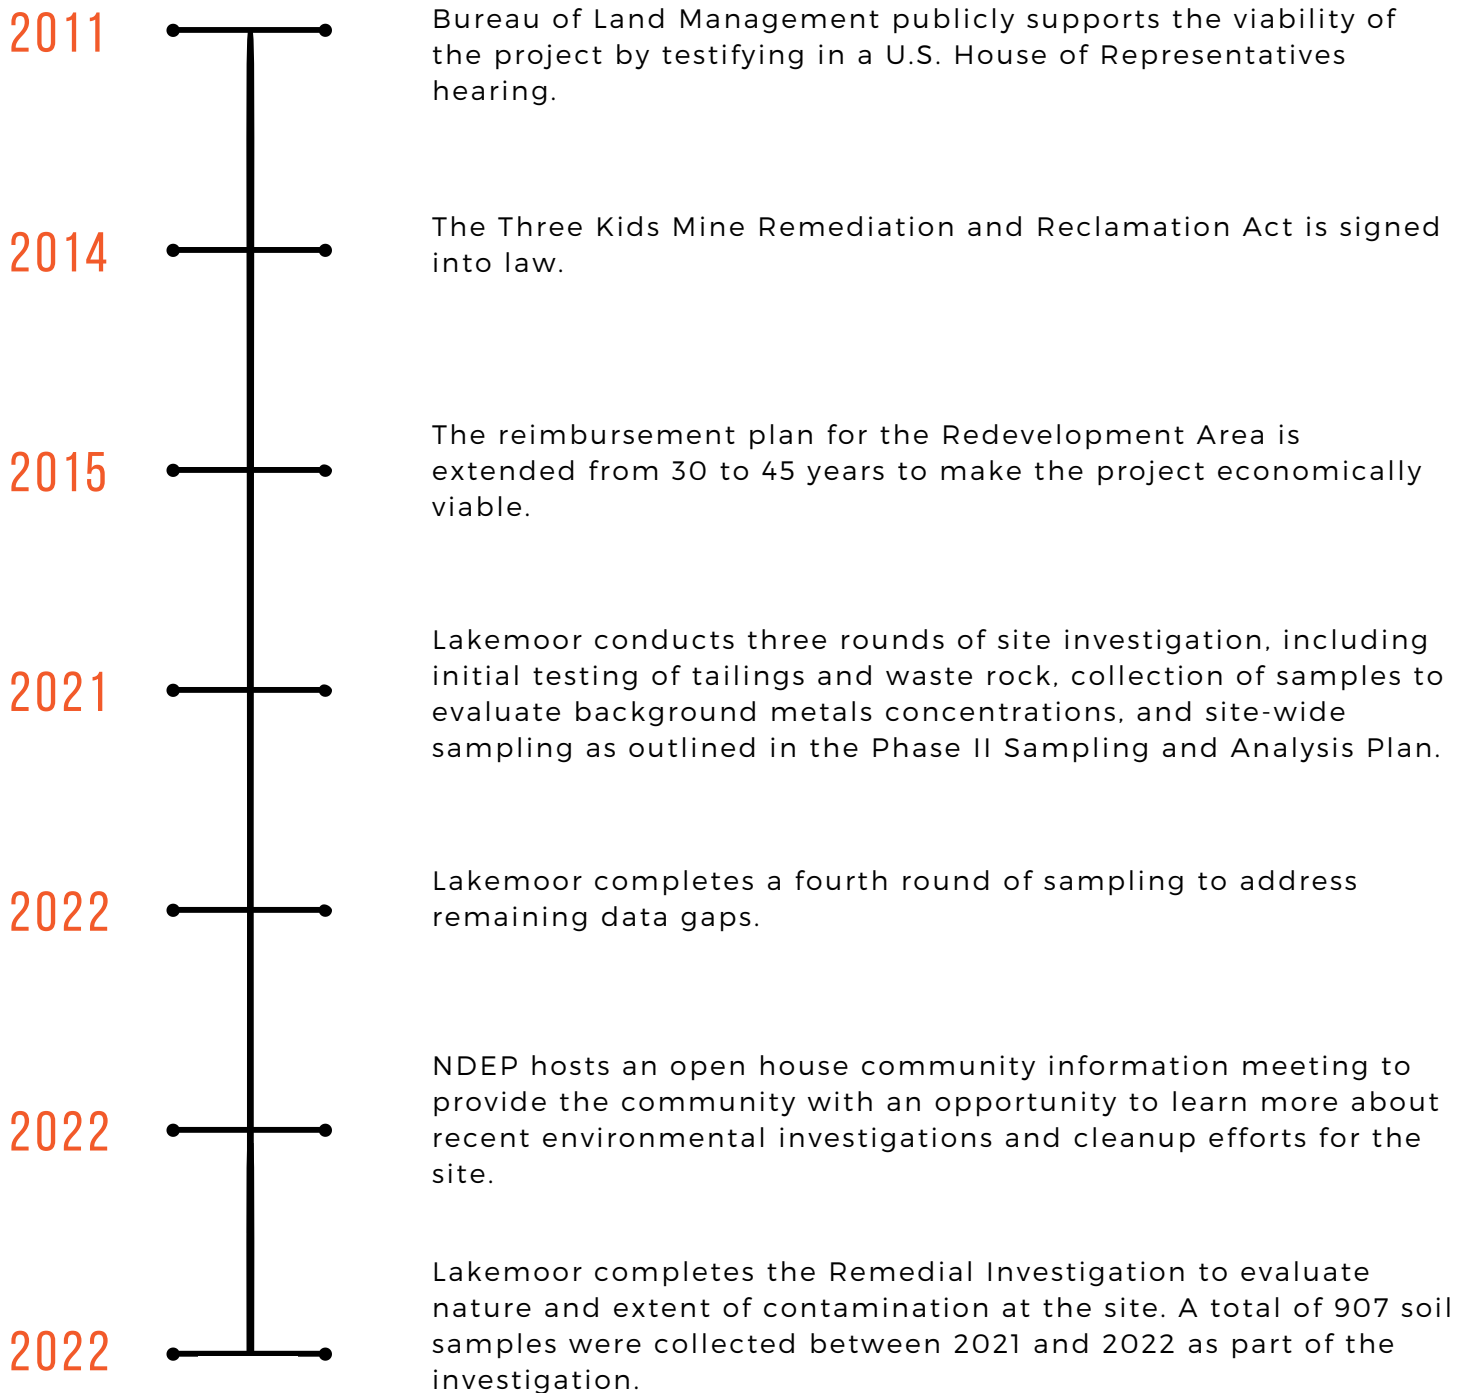 2011
Bureau of Land Management publicly supports the viability of
the project by testifying in a U.S. House of Representatives
hearing.
2014
The Three Kids Mine Remediation and Reclamation Act is signed
into law.
2015
The reimbursement plan for the Redevelopment Area is
extended from 30 to 45 years to make the project economically
viable.
2021
Lakemoor conducts three rounds of site investigation, including
initial testing of tailings and waste rock, collection of samples to
evaluate background metals concentrations, and site-wide
sampling as outlined in the Phase II Sampling and Analysis Plan.
2022
Lakemoor completes a fourth round of sampling to address
remaining data gaps.
2022
NDEP hosts an open house community information meeting to
provide the community with an opportunity to learn more about
recent environmental investigations and cleanup efforts for the
site.
2022
Lakemoor completes the Remedial Investigation to evaluate
nature and extent of contamination at the site. A total of 907 soil
samples were collected between 2021 and 2022 as part of the
investigation.